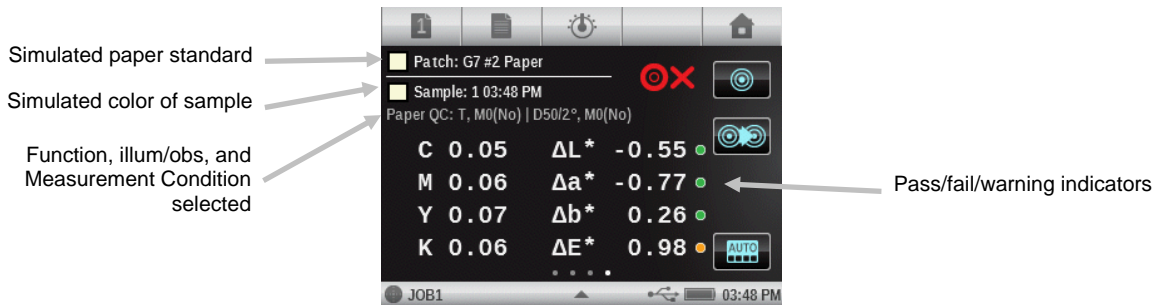 1
Simulated paper standard
Patch: G7 #2 Paper
Simulated color of sample
Sample: 1 03:48 PM
Paper QC: T, M0(No) | D50/2°, M0(No)
Function, illum/obs, and
Measurement Condition
selected
C 0.05 ΔL* -0.55
M 0.06 Δa* -0.77
Y 0.07 Δb* 0.26
K 0.06 ΔE* 0.98
Pass/fail/warning indicators
AUTO
JOB1 03:48 PM